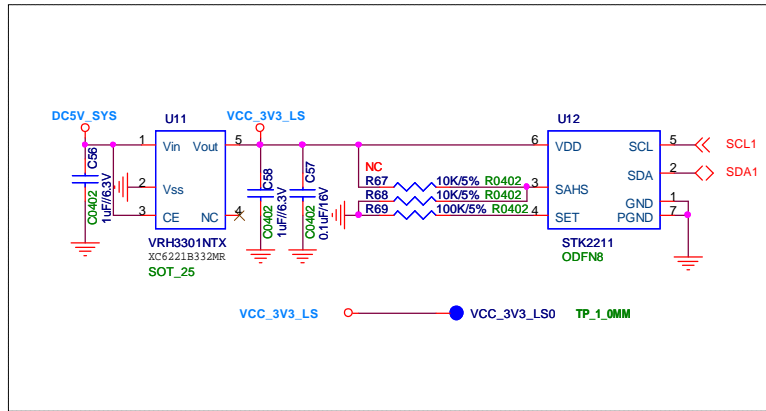 DC5V_SYS
U11
VCC_3V3_LS
U12
C56
1uF//6.3V
C0402
1
Vin
Vout
5
2
Vss
3
CE
NC
4
VRH3301NTX
XC6221B332MR
SOT_25
C58
1uF//6.3V
C0402
C57
0.1uF/16V
C0402
NC
R67
10K/5%
R0402
R68
10K/5%
R0402
R69
100K/5%
R0402
6
VDD
SCL
5
SCL1
SDA
2
SDA1
3
SAHS
GND
1
4
SET
PGND
7
STK2211
ODFN8
VCC_3V3_LS
VCC_3V3_LS0
TP_1_0MM